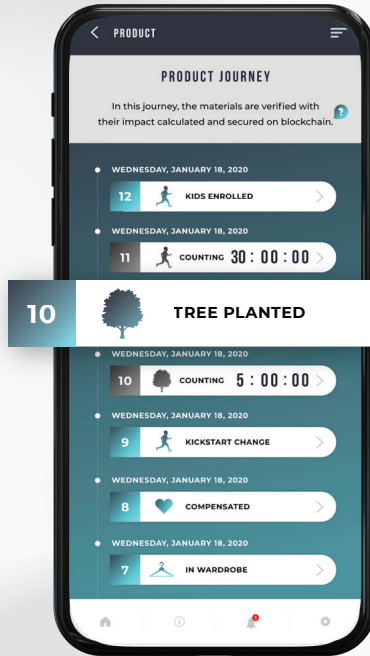 PRODUCT
PRODUCT JOURNEY
In this journey, the materials are verified with
their impact calculated and secured on blockchain.
?
WEDNESDAY, JANUARY 18, 2020
12 KIDS ENROLLED
WEDNESDAY, JANUARY 18, 2020
11 COUNTING 30 : 00 : 00
10 TREE PLANTED
WEDNESDAY, JANUARY 18, 2020
10 COUNTING 5 : 00 : 00
WEDNESDAY, JANUARY 18, 2020
9 KICKSTART CHANGE
WEDNESDAY, JANUARY 18, 2020
8 COMPENSATED
WEDNESDAY, JANUARY 18, 2020
7 IN WARDROBE